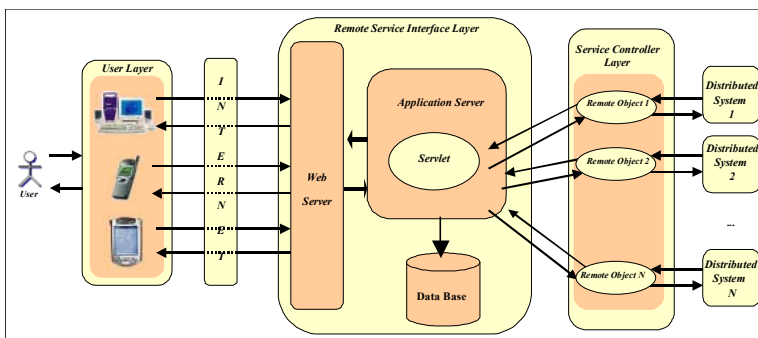 Remote Service Interface Layer
User Layer
Service Controller
Layer
I
N
T
E
R
N
E
T
User
Web
Server
Application Server
Servlet
Data Base
Remote Object 1
Remote Object 2
Remote Object N
Distributed
System
1
Distributed
System
2
...
Distributed
System
N